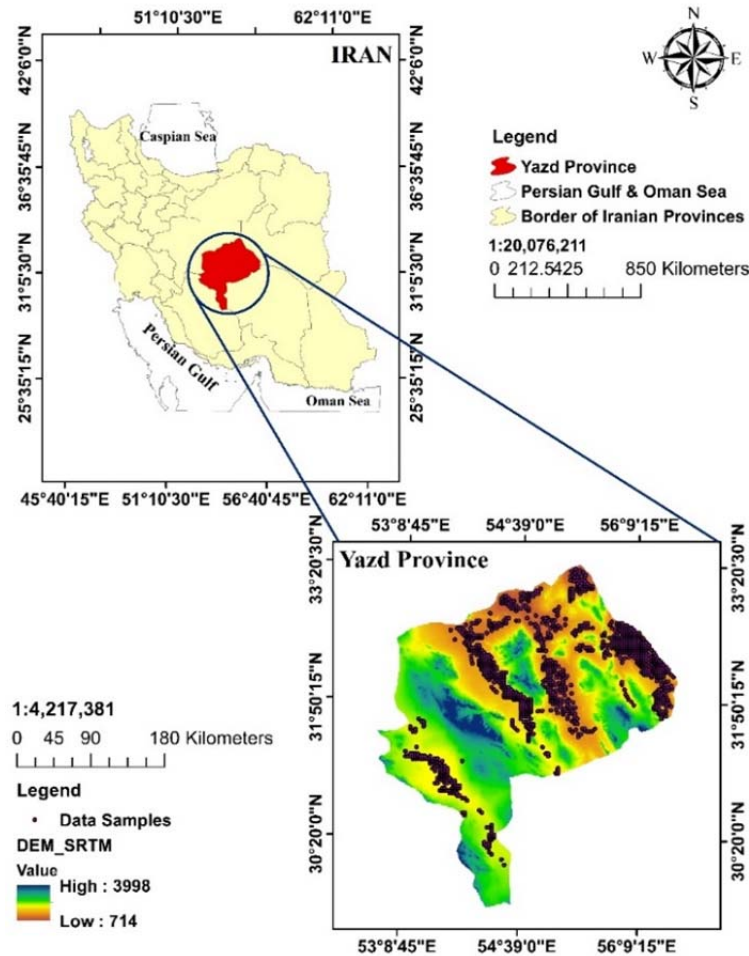 51°10'30"E 62°11'0"E
IRAN
42°6'0"N
42°6'0"N
Caspian Sea
36°35'45"N
36°35'45"N
31°5'30"N
31°5'30"N
25°35'15"N
25°35'15"N
Persian Gulf
Oman Sea
45°40'15"E 51°10'30"E 56°40'45"E 62°11'0"E
N
W E
S
Legend
Yazd Province
Persian Gulf & Oman Sea
Border of Iranian Provinces
1:20,076,211
0 212.5425 850 Kilometers
53°8'45"E 54°39'0"E 56°9'15"E
Yazd Province
33°20'30"N
33°20'30"N
31°50'15"N
31°50'15"N
30°20'0"N
30°20'0"N
53°8'45"E 54°39'0"E 56°9'15"E
1:4,217,381
0 45 90 180 Kilometers
Legend
Data Samples
DEM_SRTM
Value
High : 3998
Low : 714